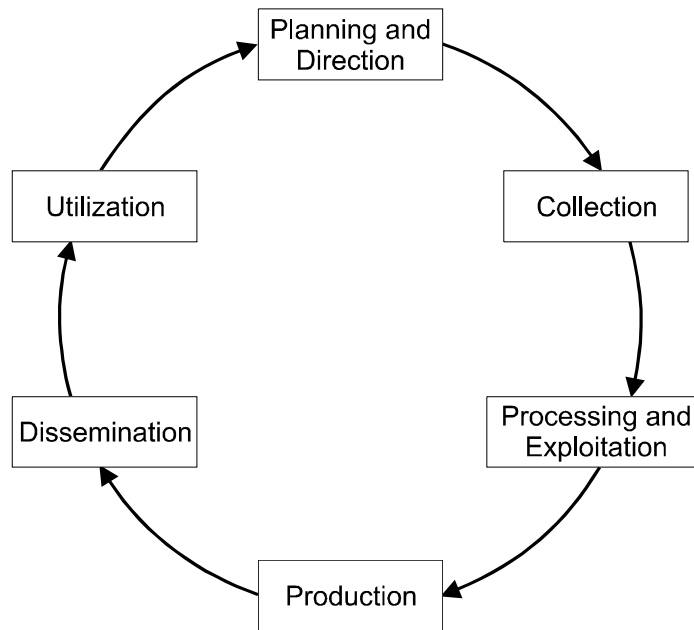 Planning and
Direction
Collection
Processing and
Exploitation
Production
Dissemination
Utilization